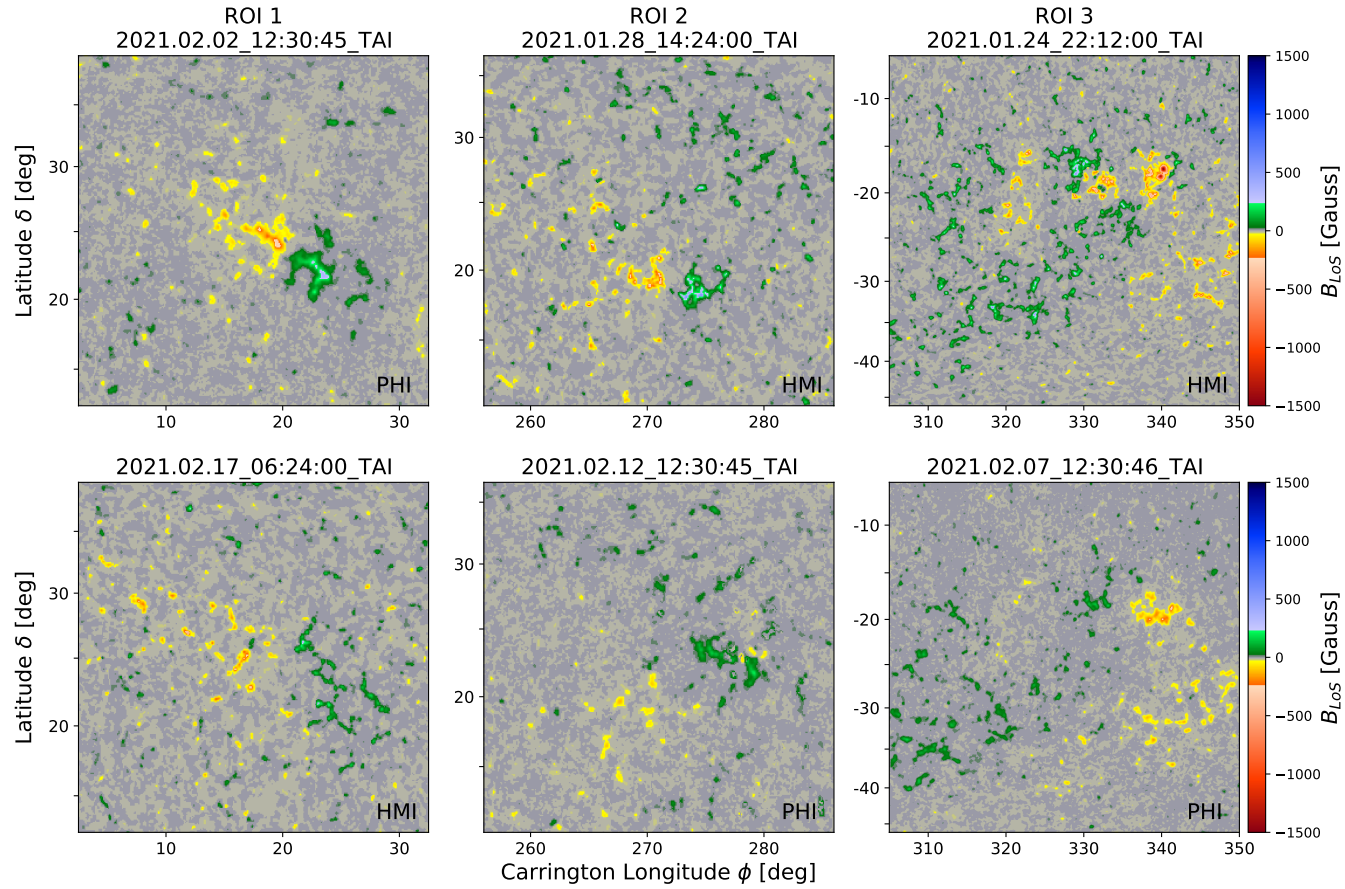 ROI 1
2021.02.02_12:30:45_TAI
ROI 2
2021.01.28_14:24:00_TAI
ROI 3
2021.01.24_22:12:00_TAI
Latitude δ [deg]
30
20
10
20
30
PHI
30
20
260
270
280
HMI
-10
-20
-30
-40
310
320
330
340
350
HMI
1500
1000
500
0
−500
−1000
−1500
B_LoS [Gauss]
2021.02.17_06:24:00_TAI
2021.02.12_12:30:45_TAI
2021.02.07_12:30:46_TAI
Latitude δ [deg]
30
20
10
20
30
HMI
30
20
260
270
280
PHI
-10
-20
-30
-40
310
320
330
340
350
PHI
1500
1000
500
0
−500
−1000
−1500
B_LoS [Gauss]
Carrington Longitude ϕ [deg]